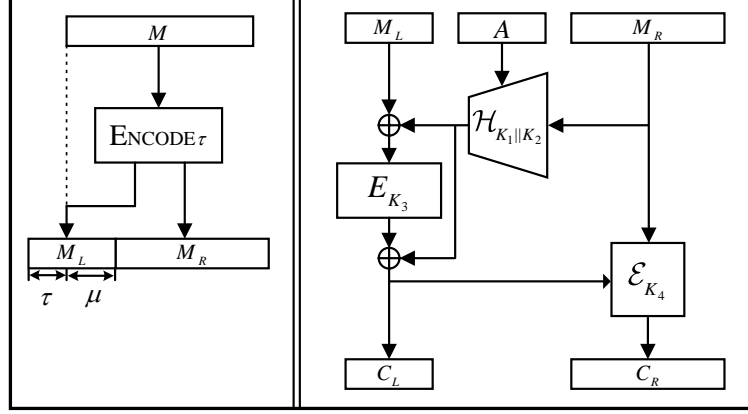 M
ENCODEτ
M_L M_R
τ μ
M_L A M_R
ℋ_{K_1||K_2}
E_{K_3}
ℰ_{K_4}
C_L C_R